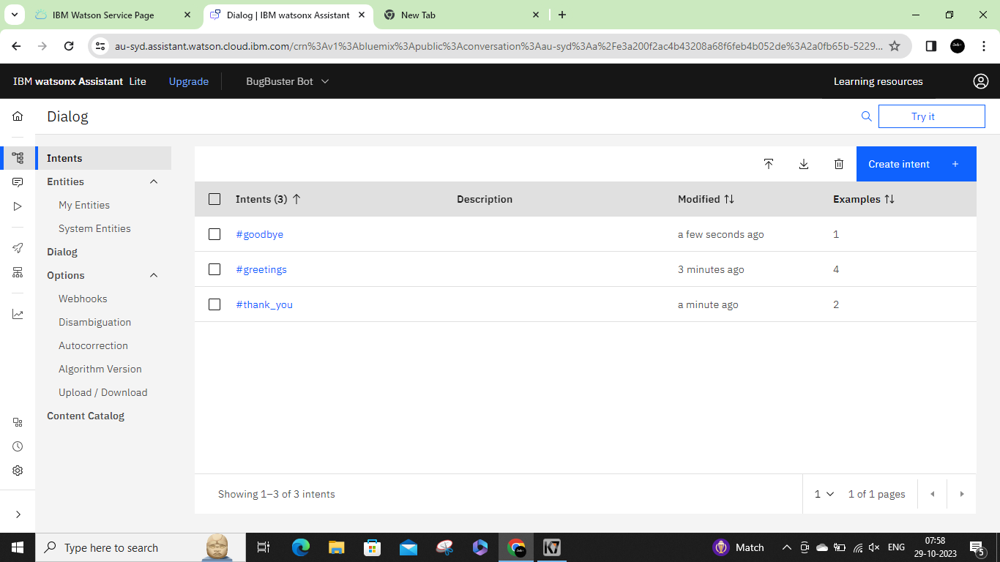 IBM Watson Service Page
Dialog | IBM watsonx Assistant
New Tab
au-syd.assistant.watson.cloud.ibm.com/crn%3Av1%3Abluemix%3Apublic%3Aconversation%3Aau-syd%3Aa%2Fe3a200f2ac4b43208a68f6feb4b052de%3A2a0fb65b-5229...
IBM watsonx Assistant Lite Upgrade BugBuster Bot Learning resources
Dialog Try it
Intents
Entities
My Entities
System Entities
Dialog
Options
Webhooks
Disambiguation
Autocorrection
Algorithm Version
Upload / Download
Content Catalog
Create intent +
Intents (3) Description Modified Examples
#goodbye a few seconds ago 1
#greetings 3 minutes ago 4
#thank_you a minute ago 2
Showing 1–3 of 3 intents 1 1 of 1 pages
Type here to search
Match
ENG
07:58
29-10-2023
5